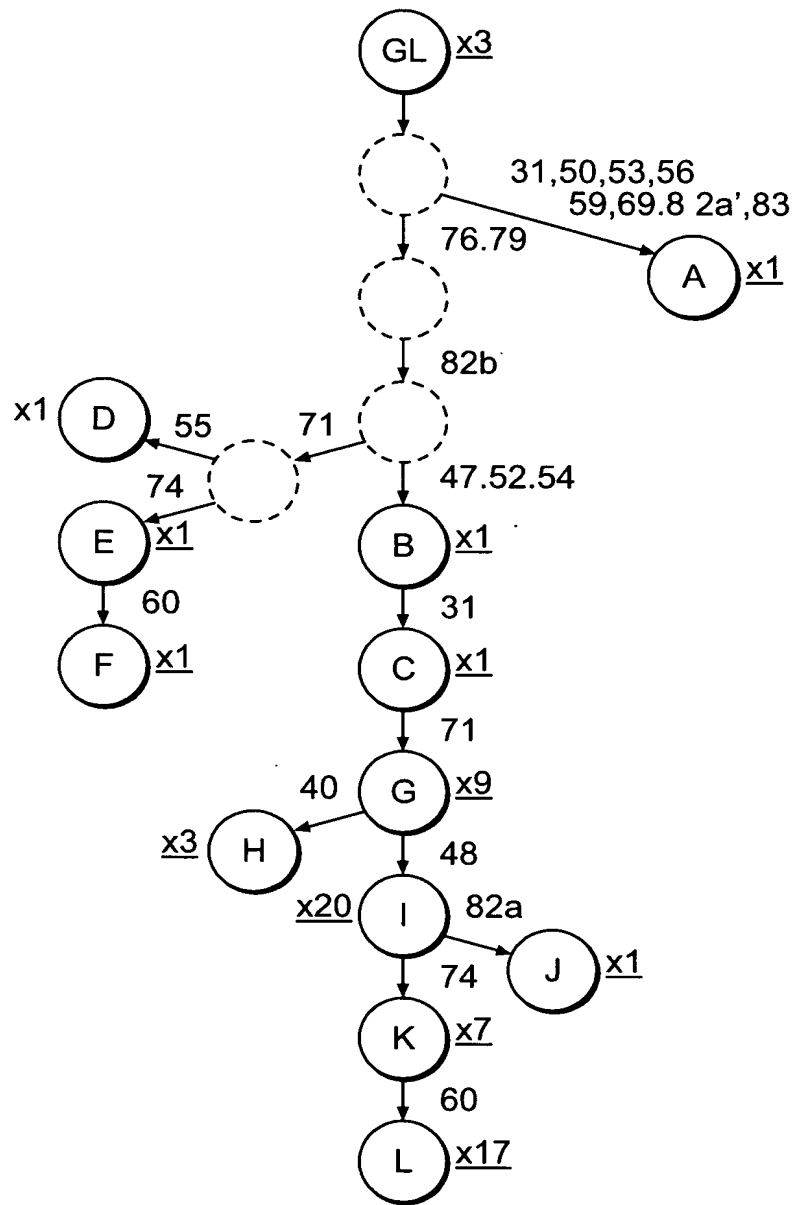 GL x3
31,50,53,56
59,69.8 2a',83
76.79
A x1
82b
x1 D
55
71
74
47.52.54
E x1
B x1
60
31
F x1
C x1
71
G x9
40
x3 H
48
x20 I
82a
J x1
74
K x7
60
L x17